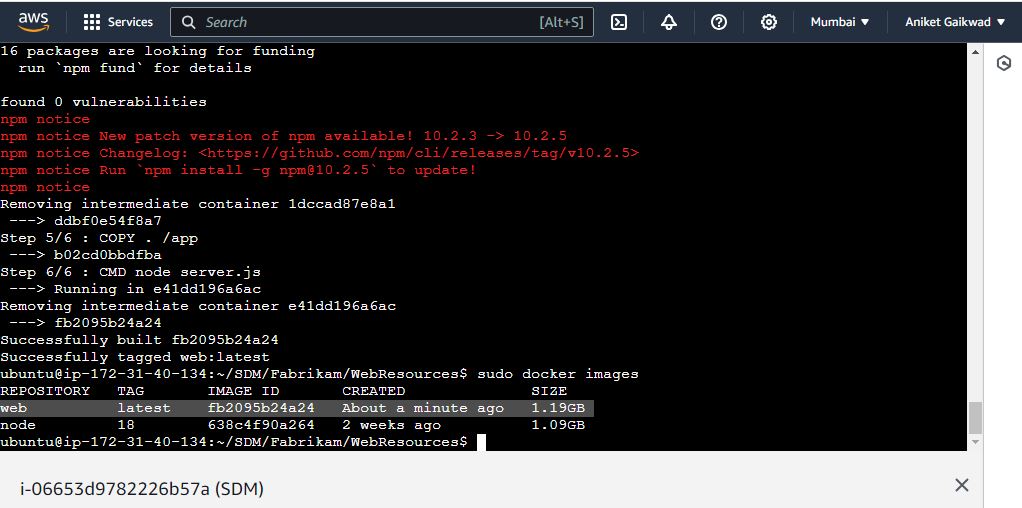 aws Services Search [Alt+S] Mumbai Aniket Gaikwad
16 packages are looking for funding
run `npm fund` for details
found 0 vulnerabilities
npm notice
npm notice New patch version of npm available! 10.2.3 -> 10.2.5
npm notice Changelog: <https://github.com/npm/cli/releases/tag/v10.2.5>
npm notice Run `npm install -g npm@10.2.5` to update!
npm notice
Removing intermediate container 1dccad87e8a1
---> ddbf0e54f8a7
Step 5/6 : COPY . /app
---> b02cd0bbdfba
Step 6/6 : CMD node server.js
---> Running in e41dd196a6ac
Removing intermediate container e41dd196a6ac
---> fb2095b24a24
Successfully built fb2095b24a24
Successfully tagged web:latest
ubuntu@ip-172-31-40-134:~/SDM/Fabrikam/WebResources$ sudo docker images
REPOSITORY TAG IMAGE ID CREATED SIZE
web latest fb2095b24a24 About a minute ago 1.19GB
node 18 638c4f90a264 2 weeks ago 1.09GB
ubuntu@ip-172-31-40-134:~/SDM/Fabrikam/WebResources$
i-06653d9782226b57a (SDM)